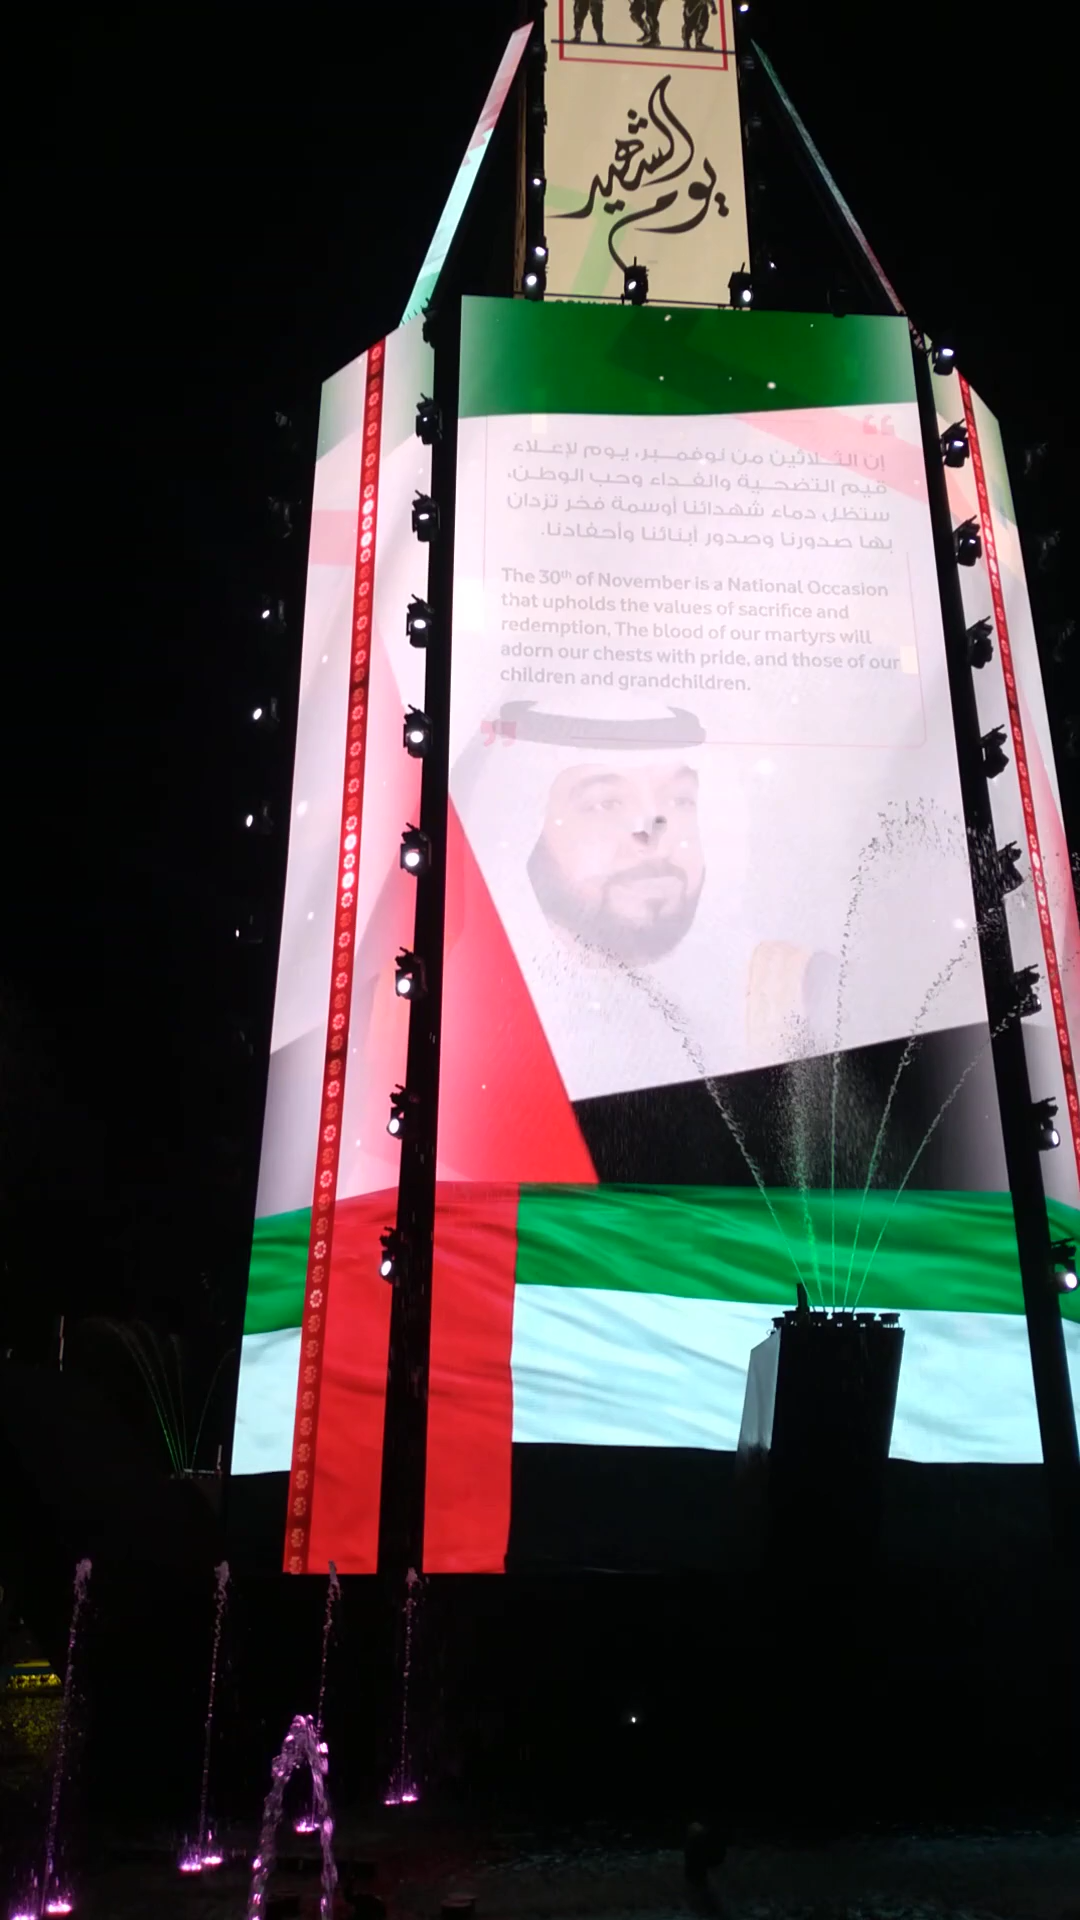 يوم الشهيد
إن الثلاثين من نوفمبر، يوم لإعلاء
قيم التضحية والفداء وحب الوطن،
ستظل دماء شهدائنا أوسمة فخر تزدان
بها صدورنا وصدور أبنائنا وأحفادنا.
The 30th of November is a National Occasion
that upholds the values of sacrifice and
redemption, The blood of our martyrs will
adorn our chests with pride, and those of our
children and grandchildren.